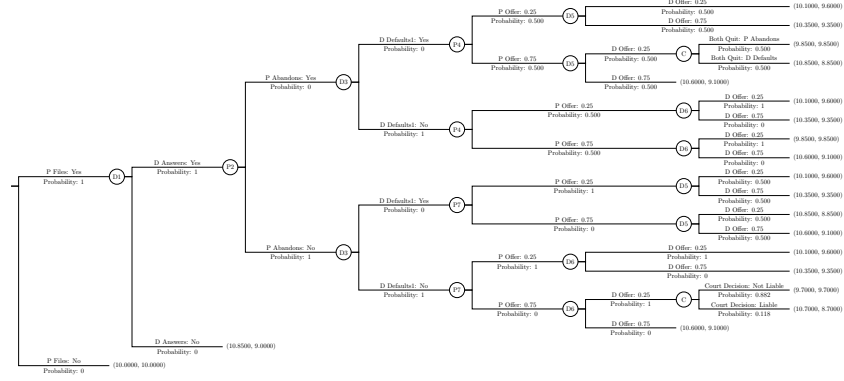 D Offer: 0.25
Probability: 0.500
(10.1000, 9.6000)
P Offer: 0.25
Probability: 0.500
D5
D Offer: 0.75
Probability: 0.500
(10.3500, 9.3500)
D Defaults1: Yes
Probability: 0
P4
Both Quit: P Abandons
Probability: 0.500
(9.8500, 9.8500)
D Offer: 0.25
Probability: 0.500
C
Both Quit: D Defaults
Probability: 0.500
(10.8500, 8.8500)
P Offer: 0.75
Probability: 0.500
D5
D Offer: 0.75
Probability: 0.500
(10.6000, 9.1000)
P Abandons: Yes
Probability: 0
D3
D Offer: 0.25
Probability: 1
(10.1000, 9.6000)
P Offer: 0.25
Probability: 0.500
D6
D Offer: 0.75
Probability: 0
(10.3500, 9.3500)
D Defaults1: No
Probability: 1
P4
D Offer: 0.25
Probability: 1
(9.8500, 9.8500)
P Offer: 0.75
Probability: 0.500
D6
D Offer: 0.75
Probability: 0
(10.6000, 9.1000)
P Files: Yes
Probability: 1
D1
D Answers: Yes
Probability: 1
P2
D Offer: 0.25
Probability: 0.500
(10.1000, 9.6000)
P Offer: 0.25
Probability: 1
D5
D Offer: 0.75
Probability: 0.500
(10.3500, 9.3500)
D Defaults1: Yes
Probability: 0
P7
D Offer: 0.25
Probability: 0.500
(10.8500, 8.8500)
P Offer: 0.75
Probability: 0
D5
D Offer: 0.75
Probability: 0.500
(10.6000, 9.1000)
P Abandons: No
Probability: 1
D3
D Offer: 0.25
Probability: 1
(10.1000, 9.6000)
P Offer: 0.25
Probability: 1
D6
D Offer: 0.75
Probability: 0
(10.3500, 9.3500)
D Defaults1: No
Probability: 1
P7
Court Decision: Not Liable
Probability: 0.882
(9.7000, 9.7000)
D Offer: 0.25
Probability: 1
C
Court Decision: Liable
Probability: 0.118
(10.7000, 8.7000)
P Offer: 0.75
Probability: 0
D6
D Offer: 0.75
Probability: 0
(10.6000, 9.1000)
D Answers: No
Probability: 0
(10.8500, 9.0000)
P Files: No
Probability: 0
(10.0000, 10.0000)